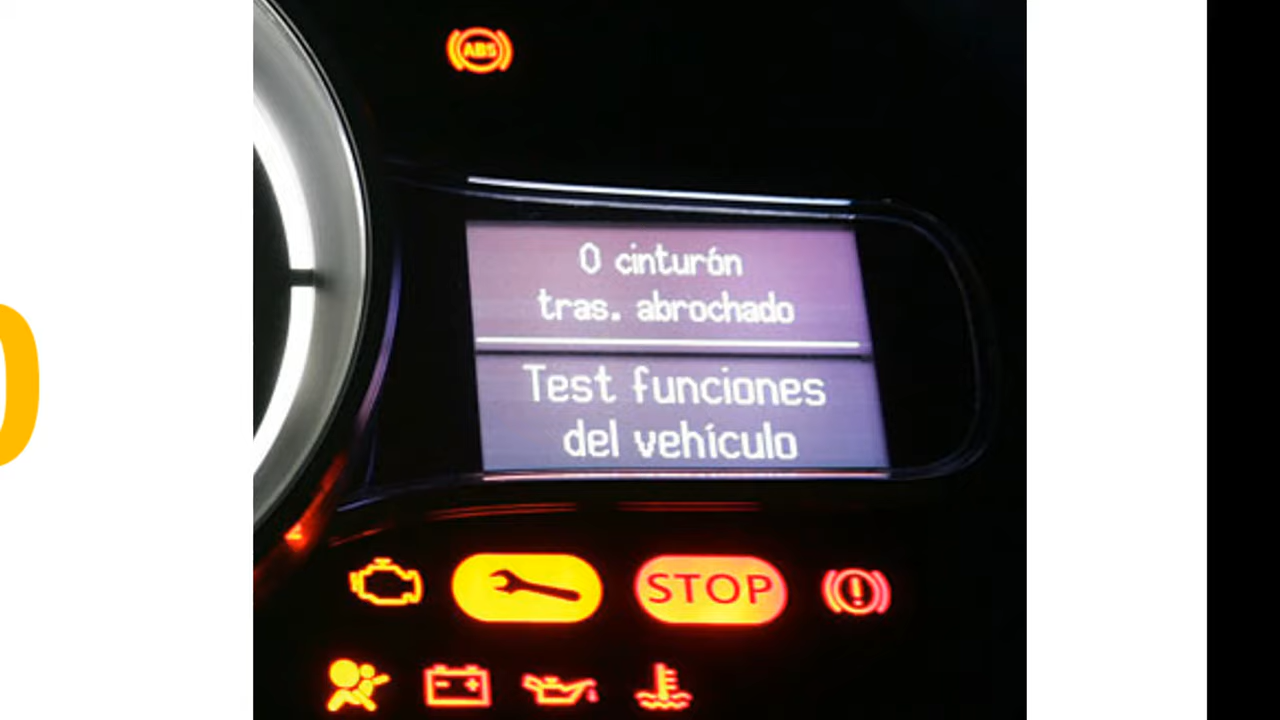 ABS
0 cinturón
tras. abrochado
Test funciones
del vehículo
STOP